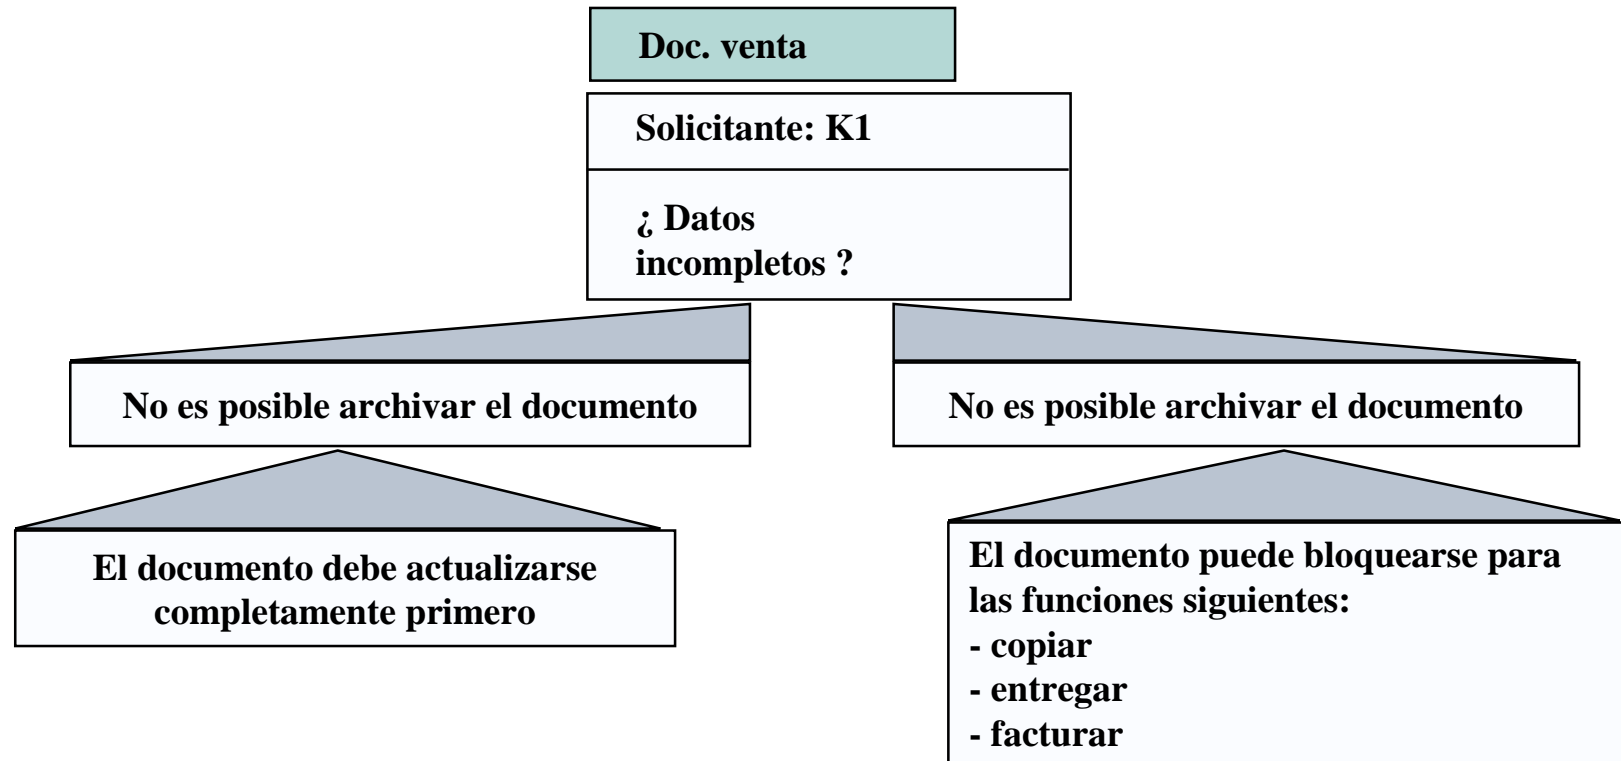 Doc. venta
Solicitante: K1
¿ Datos
incompletos ?
No es posible archivar el documento
No es posible archivar el documento
El documento debe actualizarse
completamente primero
El documento puede bloquearse para
las funciones siguientes:
- copiar
- entregar
- facturar